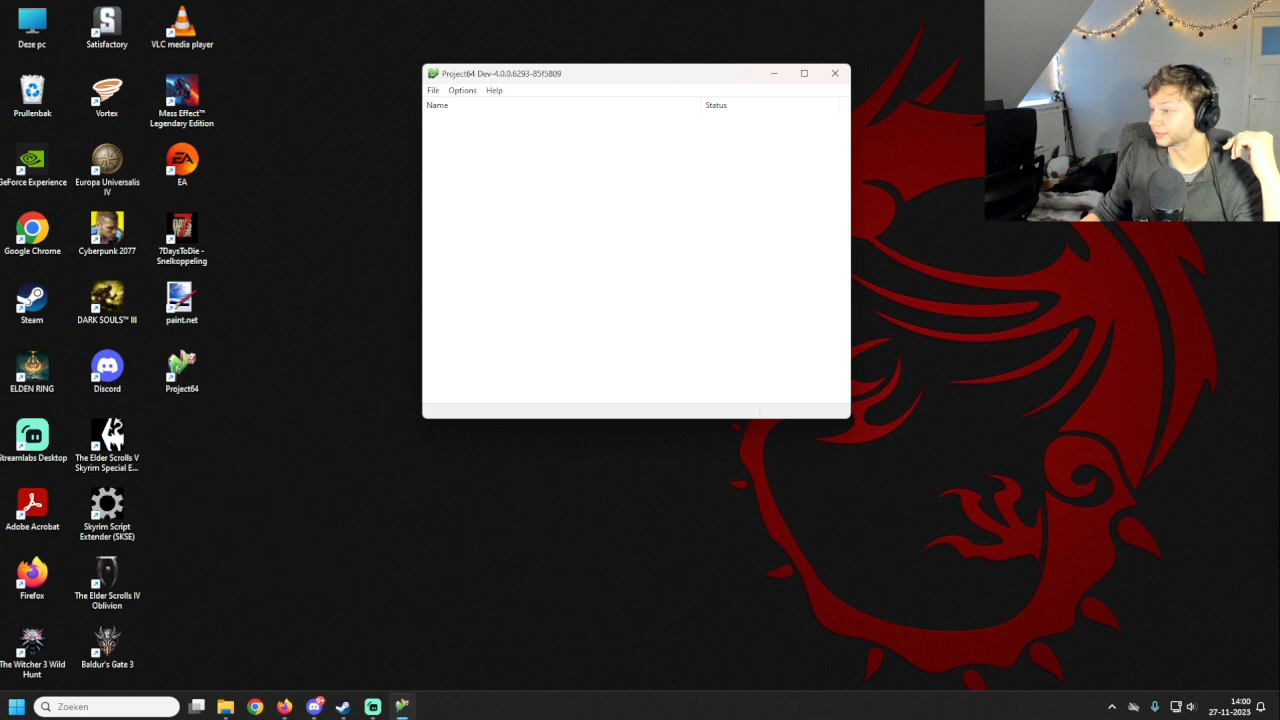 Deze pc
Satisfactory
VLC media player
Prullenbak
Vortex
Mass Effect™
Legendary Edition
GeForce Experience
Europa Universalis
IV
EA
Google Chrome
Cyberpunk 2077
7DaysToDie -
Snelkoppeling
Steam
DARK SOULS™ III
paint.net
ELDEN RING
Discord
Project64
Streamlabs Desktop
The Elder Scrolls V
Skyrim Special E...
Adobe Acrobat
Skyrim Script
Extender (SKSE)
Firefox
The Elder Scrolls IV
Oblivion
The Witcher 3 Wild
Hunt
Baldur's Gate 3
Project64 Dev-4.0.0.6293-85f5809
File Options Help
Name Status
Zoeken
14:00
27-11-2023